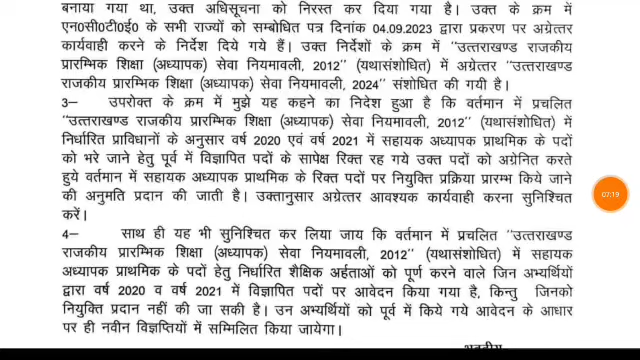 बनाया गया था, उक्त अधिसूचना को निरस्त कर दिया गया है। उक्त के क्रम में
एन0सी0टी0ई0 के सभी राज्यों को सम्बोधित पत्र दिनांक 04.09.2023 द्वारा प्रकरण पर अग्रेत्तर
कार्यवाही करने के निर्देश दिये गये हैं। उक्त निर्देशों के क्रम में "उत्तराखण्ड राजकीय
प्रारम्भिक शिक्षा (अध्यापक) सेवा नियमावली, 2012" (यथासंशोधित) में अग्रेत्तर "उत्तराखण्ड
राजकीय प्रारम्भिक शिक्षा (अध्यापक) सेवा नियमावली, 2024" संशोधित की गयी है।
3- उपरोक्त के क्रम में मुझे यह कहने का निदेश हुआ है कि वर्तमान में प्रचलित
"उत्तराखण्ड राजकीय प्रारम्भिक शिक्षा (अध्यापक) सेवा नियमावली, 2012" (यथासंशोधित) में
निर्धारित प्राविधानों के अनुसार वर्ष 2020 एवं वर्ष 2021 में सहायक अध्यापक प्राथमिक के पदों
को भरे जाने हेतु पूर्व में विज्ञापित पदों के सापेक्ष रिक्त रह गये उक्त पदों को अग्रेनित करते
हुये वर्तमान में सहायक अध्यापक प्राथमिक के रिक्त पदों पर नियुक्ति प्रक्रिया प्रारम्भ किये जाने
की अनुमति प्रदान की जाती है। उक्तानुसार अग्रेत्तर आवश्यक कार्यवाही करना सुनिश्चित
करें।
07:19
4- साथ ही यह भी सुनिश्चित कर लिया जाय कि वर्तमान में प्रचलित "उत्तराखण्ड
राजकीय प्रारम्भिक शिक्षा (अध्यापक) सेवा नियमावली, 2012" (यथासंशोधित) में सहायक
अध्यापक प्राथमिक के पदों हेतु निर्धारित शैक्षिक अर्हताओं को पूर्ण करने वाले जिन अभ्यर्थियों
द्वारा वर्ष 2020 व वर्ष 2021 में विज्ञापित पदों पर आवेदन किया गया है, किन्तु जिनको
नियुक्ति प्रदान नहीं की जा सकी है। उन अभ्यर्थियों को पूर्व में किये गये आवेदन के आधार
पर ही नवीन विज्ञप्तियों में सम्मिलित किया जायेगा।